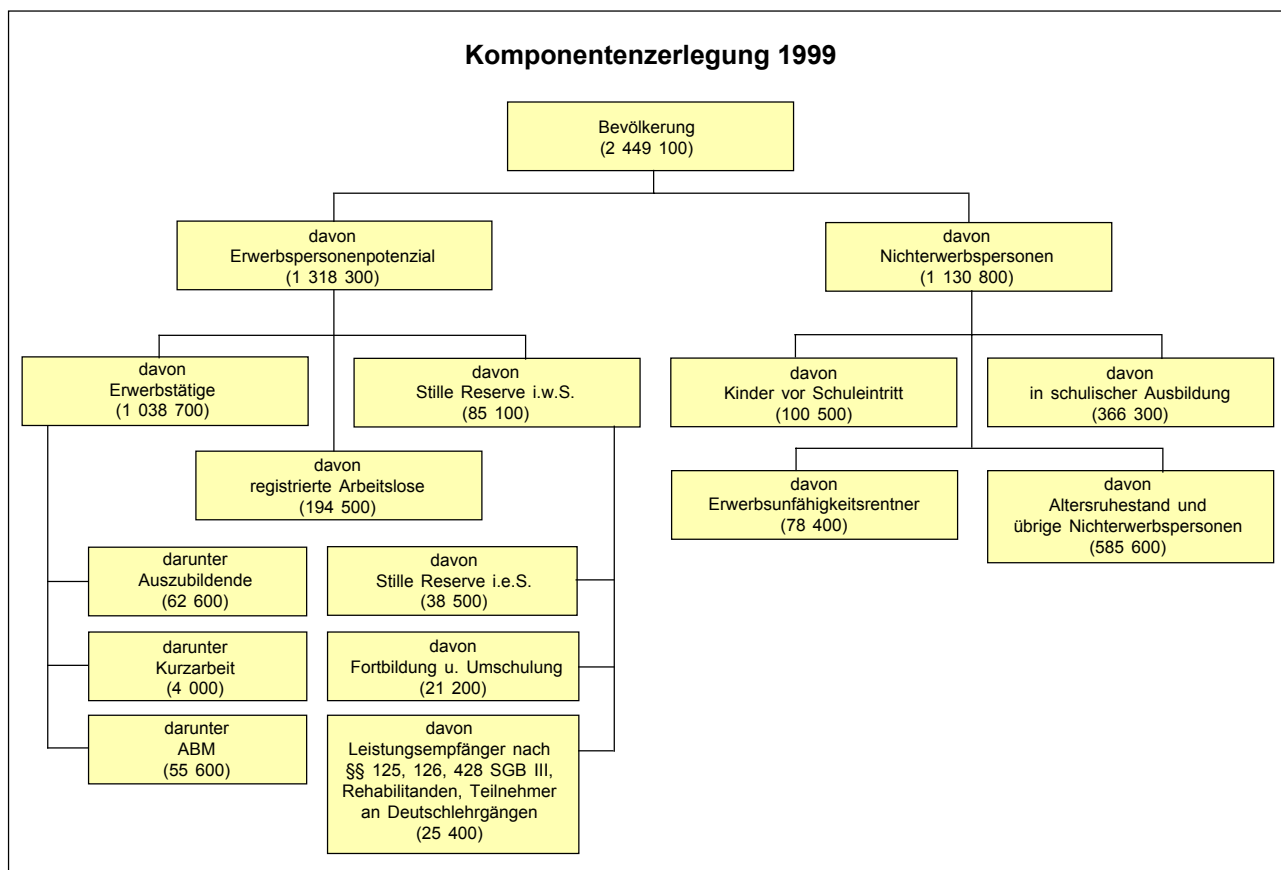 Komponentenzerlegung 1999
Bevölkerung
(2 449 100)
davon
Erwerbspersonenpotenzial
(1 318 300)
davon
Nichterwerbspersonen
(1 130 800)
davon
Erwerbstätige
(1 038 700)
davon
Stille Reserve i.w.S.
(85 100)
davon
Kinder vor Schuleintritt
(100 500)
davon
in schulischer Ausbildung
(366 300)
davon
registrierte Arbeitslose
(194 500)
davon
Erwerbsunfähigkeitsrentner
(78 400)
davon
Altersruhestand und
übrige Nichterwerbspersonen
(585 600)
darunter
Auszubildende
(62 600)
davon
Stille Reserve i.e.S.
(38 500)
darunter
Kurzarbeit
(4 000)
davon
Fortbildung u. Umschulung
(21 200)
darunter
ABM
(55 600)
davon
Leistungsempfänger nach
§§ 125, 126, 428 SGB III,
Rehabilitanden, Teilnehmer
an Deutschlehrgängen
(25 400)